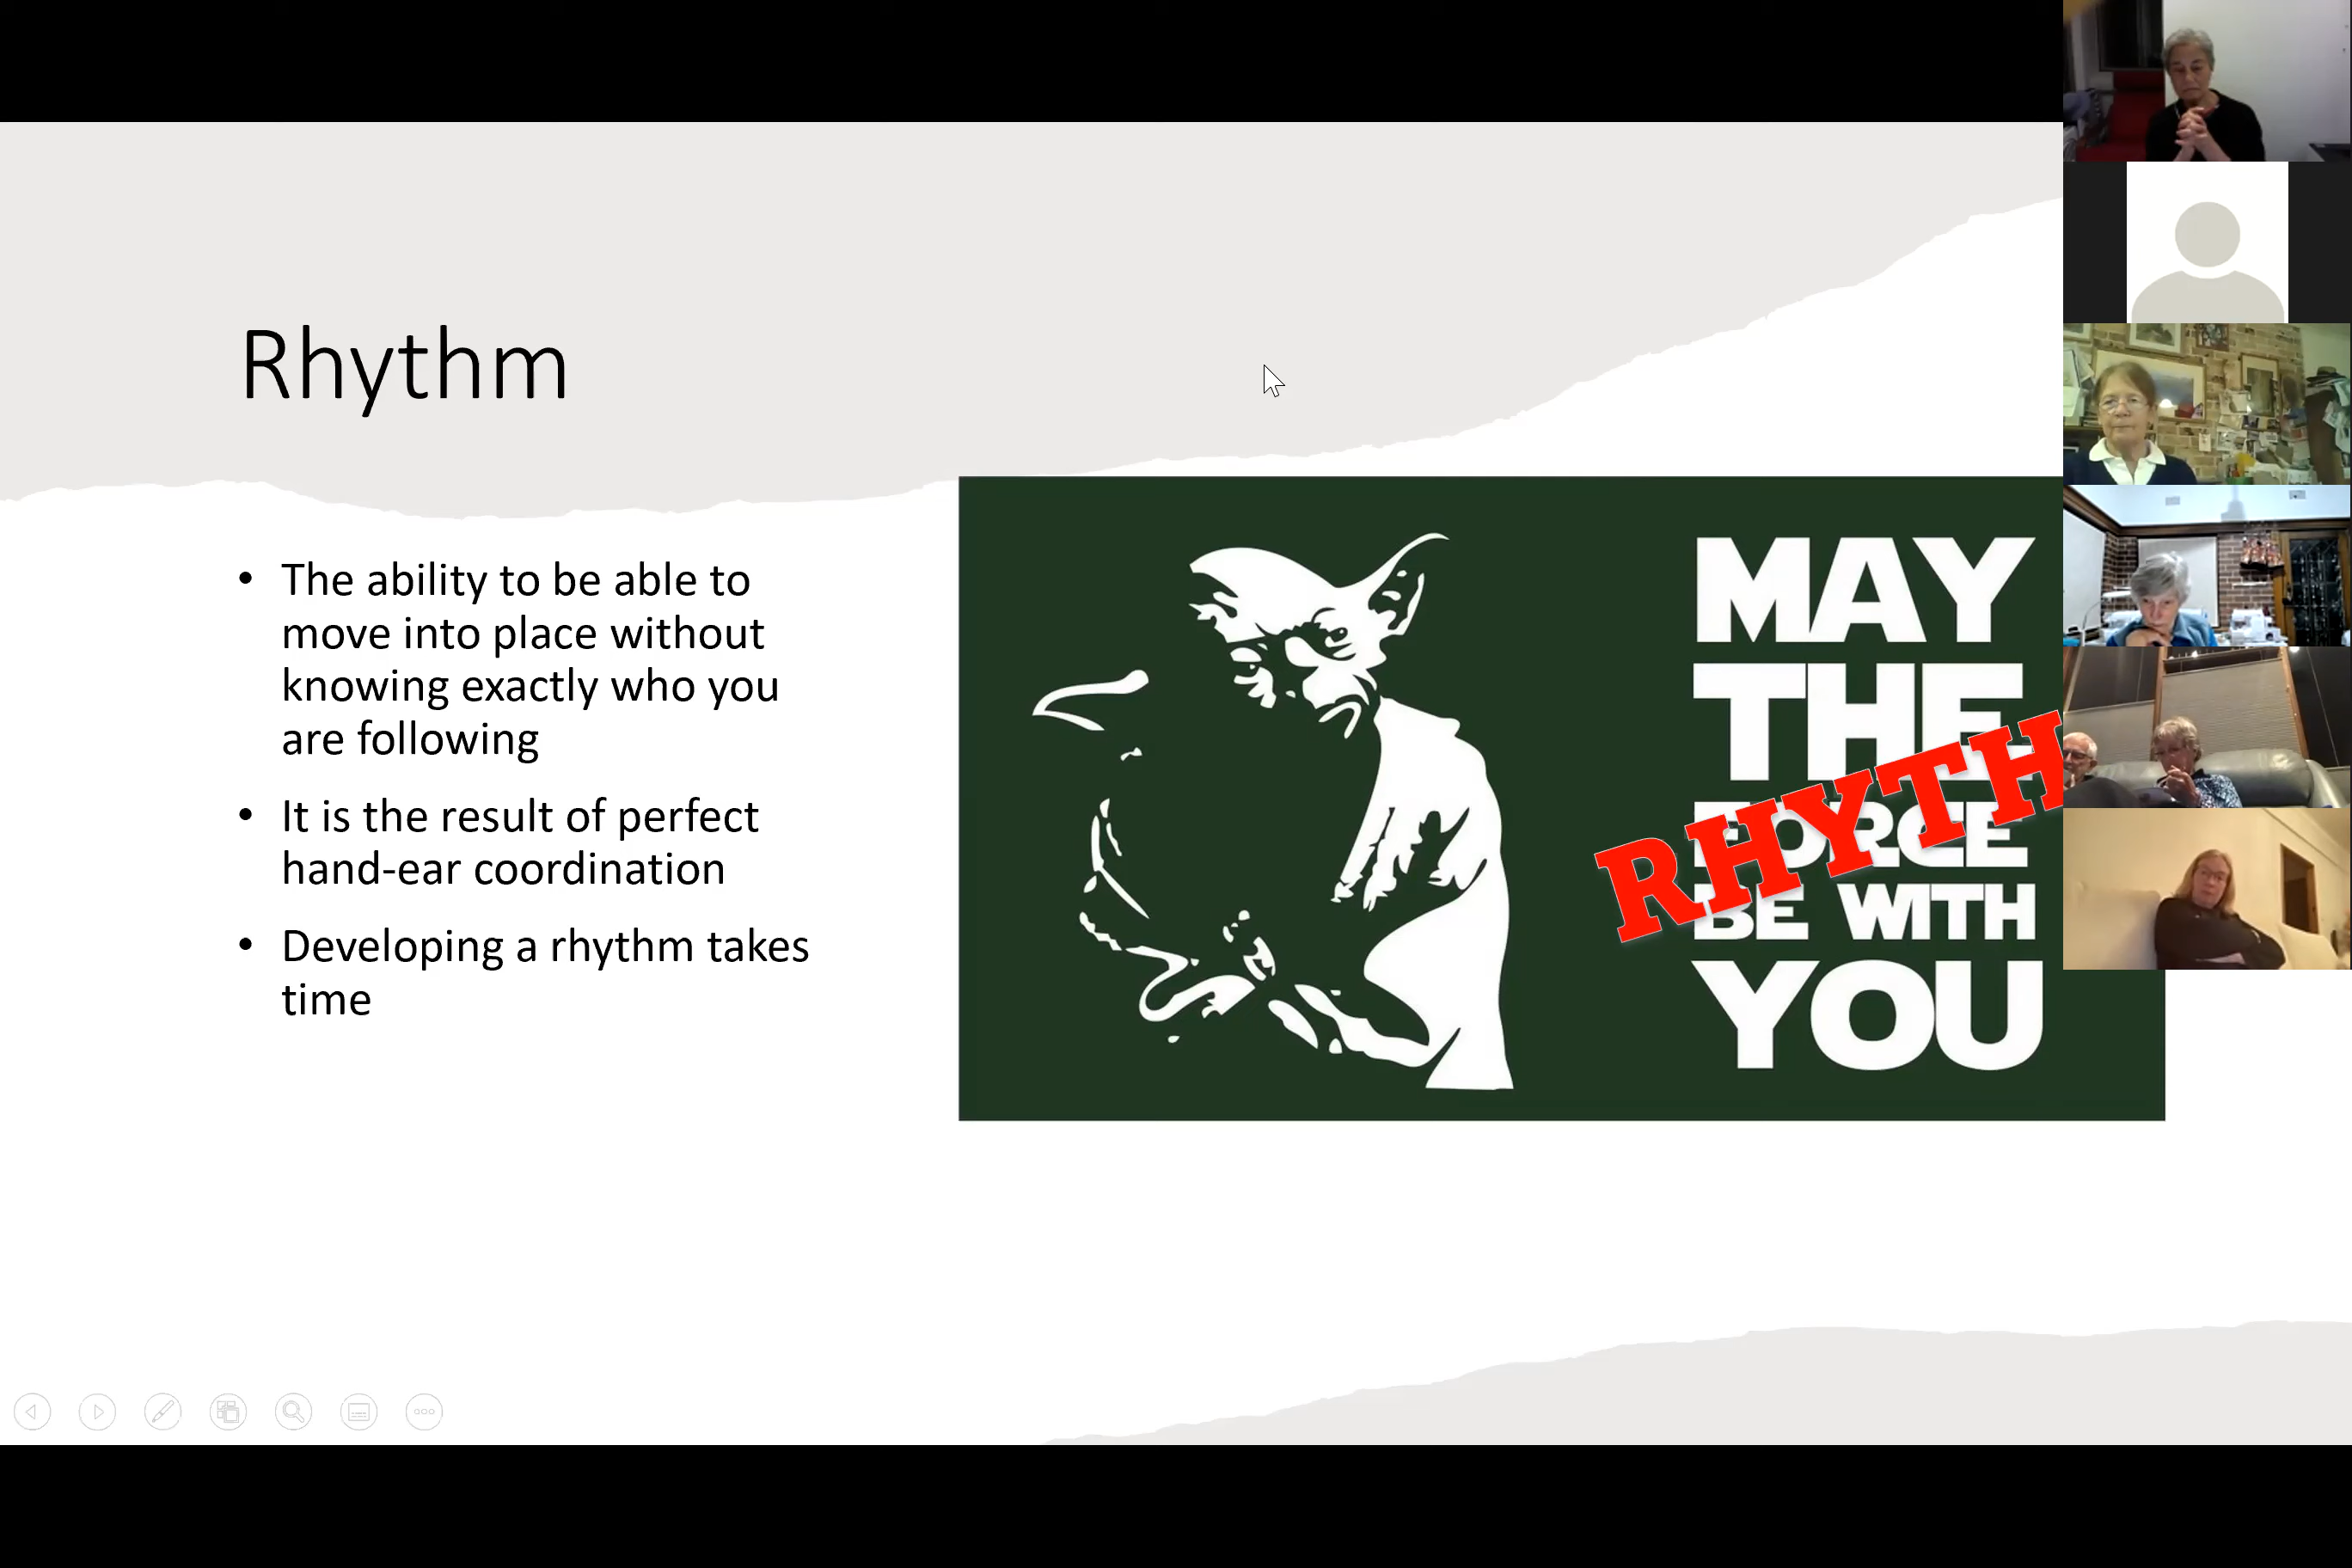 Rhythm
• The ability to be able to
move into place without
knowing exactly who you
are following
• It is the result of perfect
hand-ear coordination
• Developing a rhythm takes
time
MAY
THE
RHYTH
FORCE
BE WITH
YOU